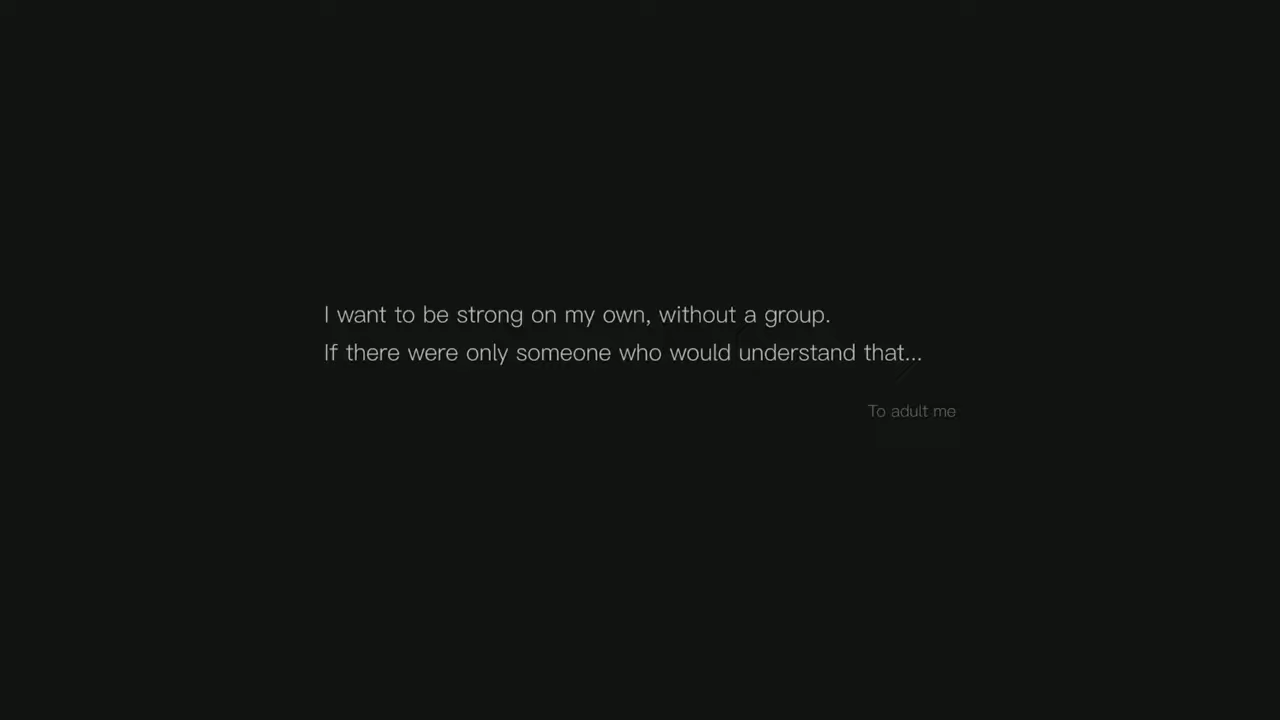 I want to be strong on my own, without a group.
If there were only someone who would understand that...
To adult me